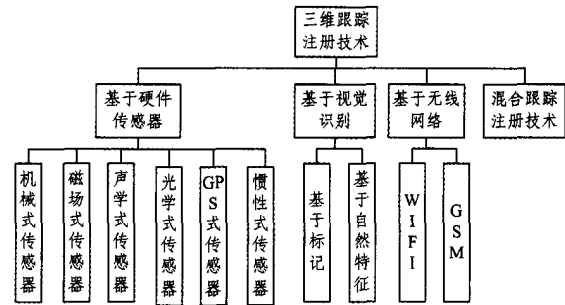 三维跟踪
注册技术
基于硬件
传感器
基于视觉
识别
基于无线
网络
混合跟踪
注册技术
机械式传感器
磁场式传感器
声学式传感器
光学式传感器
GPS式传感器
惯性式传感器
基于标记
基于自然特征
WIFI
GSM